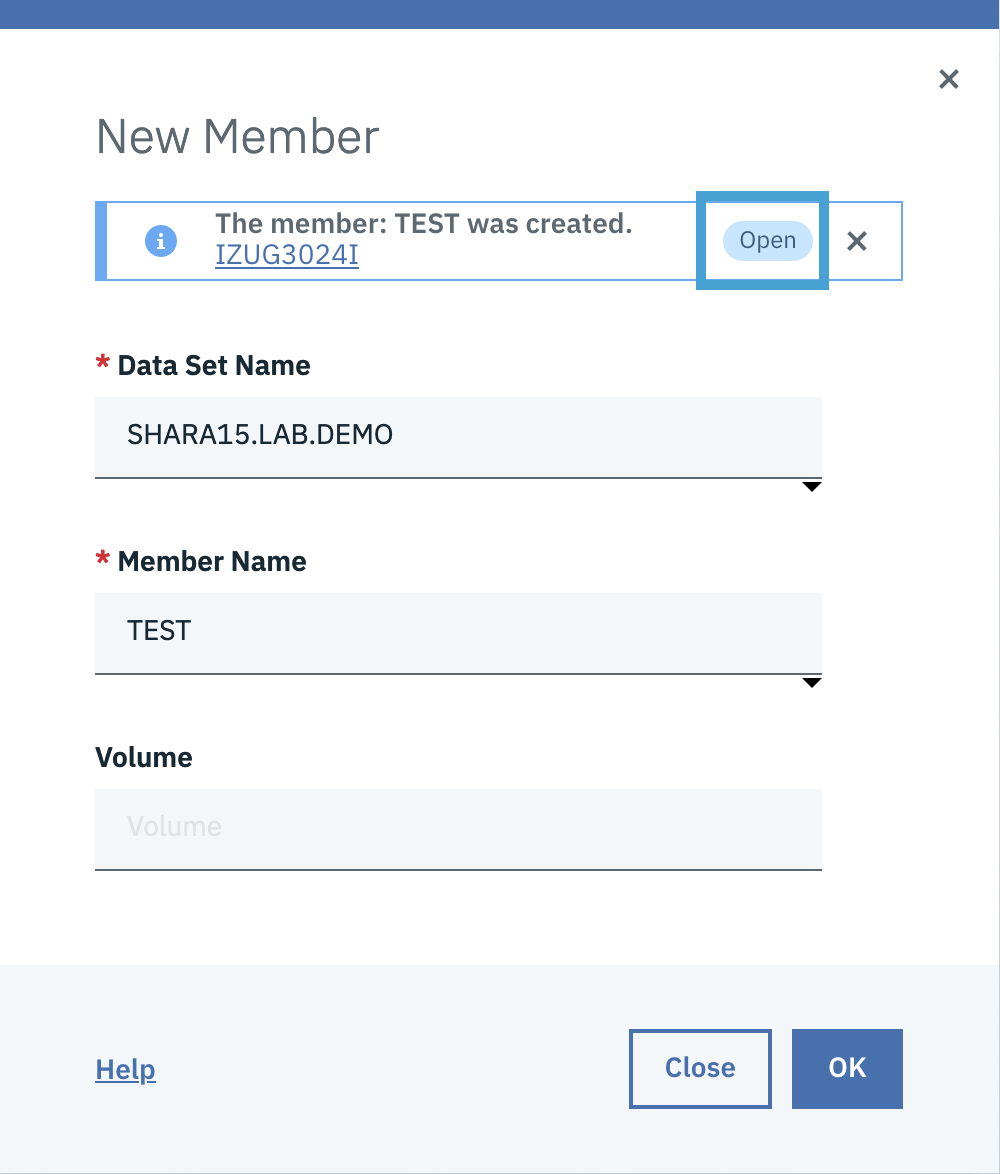 New Member
The member: TEST was created.
IZUG3024I
Open
* Data Set Name
SHARA15.LAB.DEMO
* Member Name
TEST
Volume
Volume
Help
Close
OK